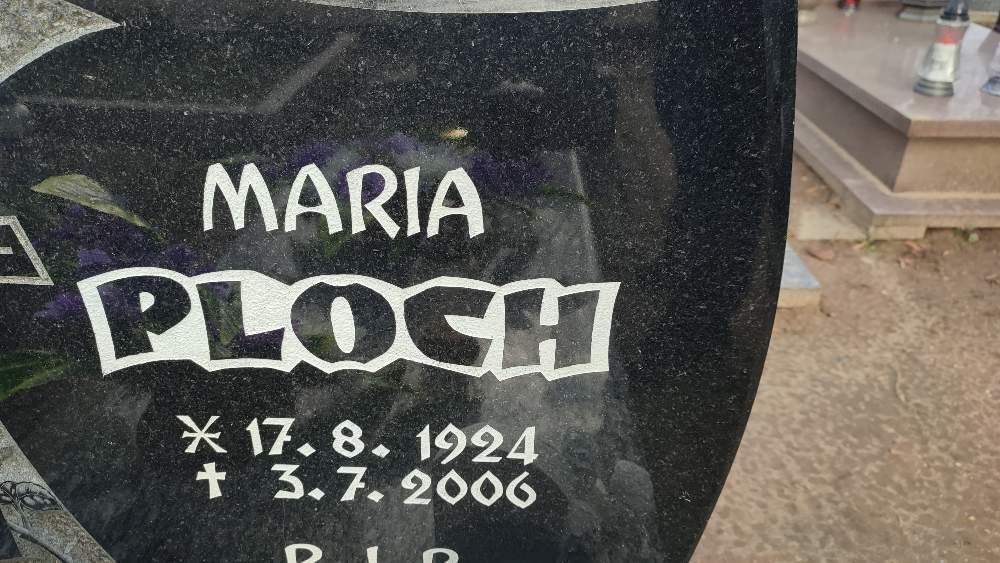 MARIA
PLOCH
* 17. 8. 1924
† 3. 7. 2006
R.I.P.